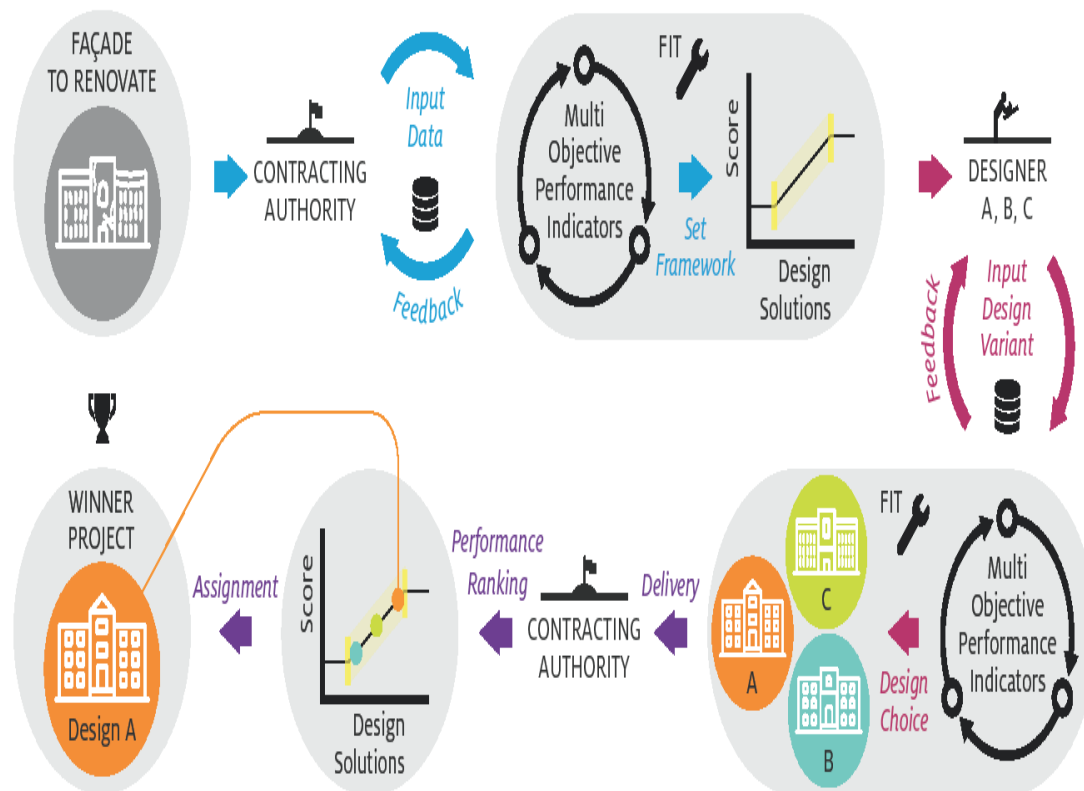 FAÇADE
TO RENOVATE
CONTRACTING
AUTHORITY
Input
Data
Feedback
FIT
Multi
Objective
Performance
Indicators
Set
Framework
Score
Design
Solutions
DESIGNER
A, B, C
Feedback
Input
Design
Variant
WINNER
PROJECT
Design A
Assignment
Score
Design
Solutions
Performance
Ranking
CONTRACTING
AUTHORITY
Delivery
A
C
B
FIT
Design
Choice
Multi
Objective
Performance
Indicators